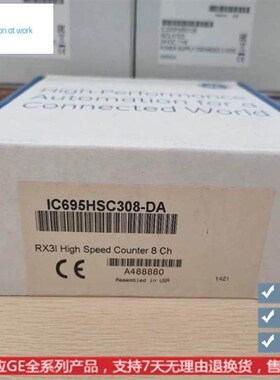 on at work
High Performance
Automation for a
Connected World
IC695HSC308-DA
RX3I High Speed Counter 8 Ch
CE
A488880
Assembled in USA
1421
应GE全系列产品，支持7天无理由退换货，售